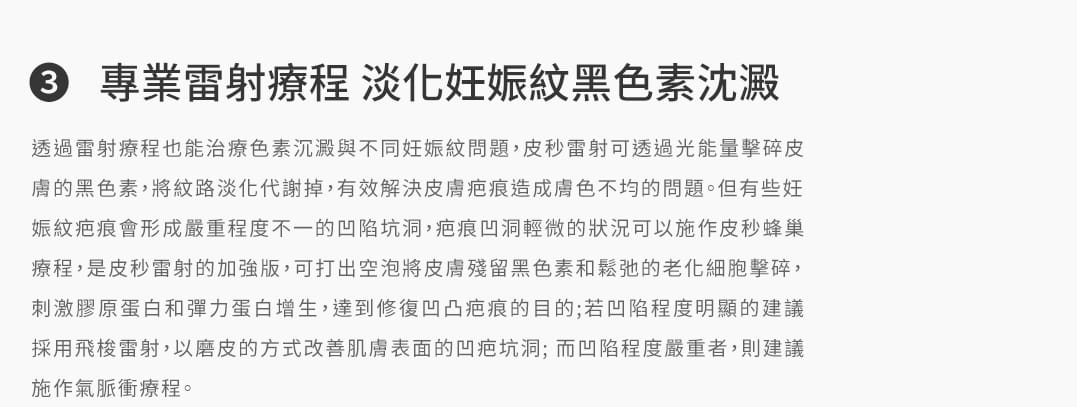 3 專業雷射療程 淡化妊娠紋黑色素沈澱
透過雷射療程也能治療色素沉澱與不同妊娠紋問題，皮秒雷射可透過光能量擊碎皮
膚的黑色素，將紋路淡化代謝掉，有效解決皮膚疤痕造成膚色不均的問題。但有些妊
娠紋疤痕會形成嚴重程度不一的凹陷坑洞，疤痕凹洞輕微的狀況可以施作皮秒蜂巢
療程，是皮秒雷射的加強版，可打出空泡將皮膚殘留黑色素和鬆弛的老化細胞擊碎，
刺激膠原蛋白和彈力蛋白增生，達到修復凹凸疤痕的目的;若凹陷程度明顯的建議
採用飛梭雷射，以磨皮的方式改善肌膚表面的凹疤坑洞; 而凹陷程度嚴重者，則建議
施作氣脈衝療程。